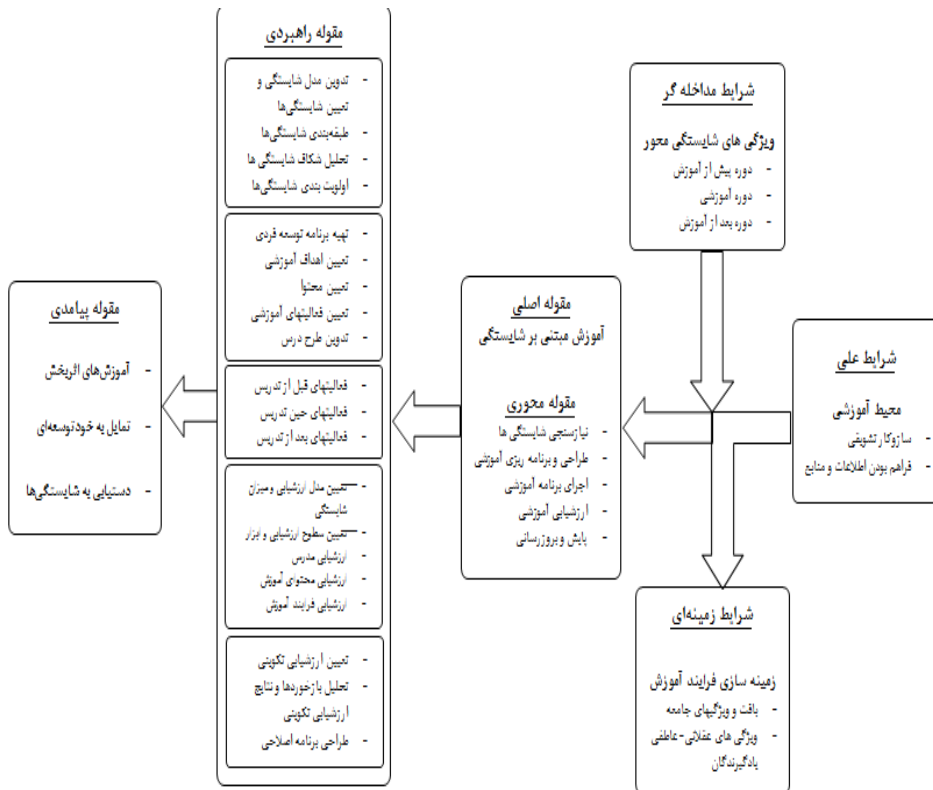 شرایط مداخله گر
ویژگی های شایستگی محور
- دوره پیش از آموزش
- دوره آموزشی
- دوره بعد از آموزش
شرایط علی
محیط آموزشی
- سازوکار تشویقی
- فراهم بودن اطلاعات و منابع
شرایط زمینه‌ای
زمینه سازی فرایند آموزش
- بافت و ویژگیهای جامعه
- ویژگی های عقلانی-عاطفی
یادگیرندگان
مقوله اصلی
آموزش مبتنی بر شایستگی
مقوله محوری
- نیازسنجی شایستگی ها
- طراحی و برنامه ریزی آموزشی
- اجرای برنامه آموزشی
- ارزشیابی آموزشی
- پایش و بروزرسانی
مقوله راهبردی
- تدوین مدل شایستگی و
تعیین شایستگی‌ها
- طبقه‌بندی شایستگی‌ها
- تحلیل شکاف شایستگی ها
- اولویت بندی شایستگی‌ها
- تهیه برنامه توسعه فردی
- تعیین اهداف آموزشی
- تعیین محتوا
- تعیین فعالیتهای آموزشی
- تدوین طرح درس
- فعالیتهای قبل از تدریس
- فعالیتهای حین تدریس
- فعالیتهای بعد از تدریس
- تعیین مدل ارزشیابی و میزان
شایستگی
- تعیین سطوح ارزشیابی و ابزار
- ارزشیابی مدرس
- ارزشیابی محتوای آموزش
- ارزشیابی فرایند آموزش
- تعیین ارزشیابی تکوینی
- تحلیل بازخوردها و نتایج
ارزشیابی تکوینی
- طراحی برنامه اصلاحی
مقوله پیامدی
- آموزش‌های اثربخش
- تمایل به خودتوسعه‌ای
- دستیابی به شایستگی‌ها